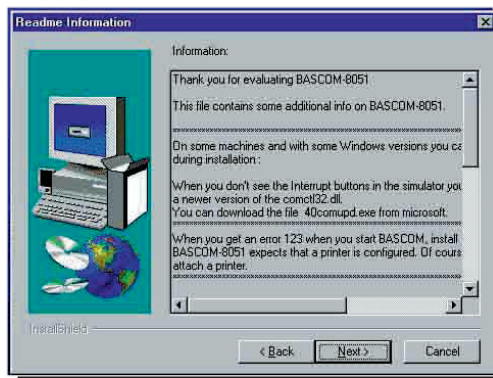 Readme Information
Information:
Thank you for evaluating BASCOM-8051
This file contains some additional info on BASCOM-8051.
On some machines and with some Windows versions you ca
during installation :
When you don't see the Interrupt buttons in the simulator you
a newer version of the comctl32.dll.
You can download the file 40comupd.exe from microsoft.
When you get an error 123 when you start BASCOM, install
BASCOM-8051 expects that a printer is configured. Of cours
attach a printer.
InstallShield
< Back
Next >
Cancel